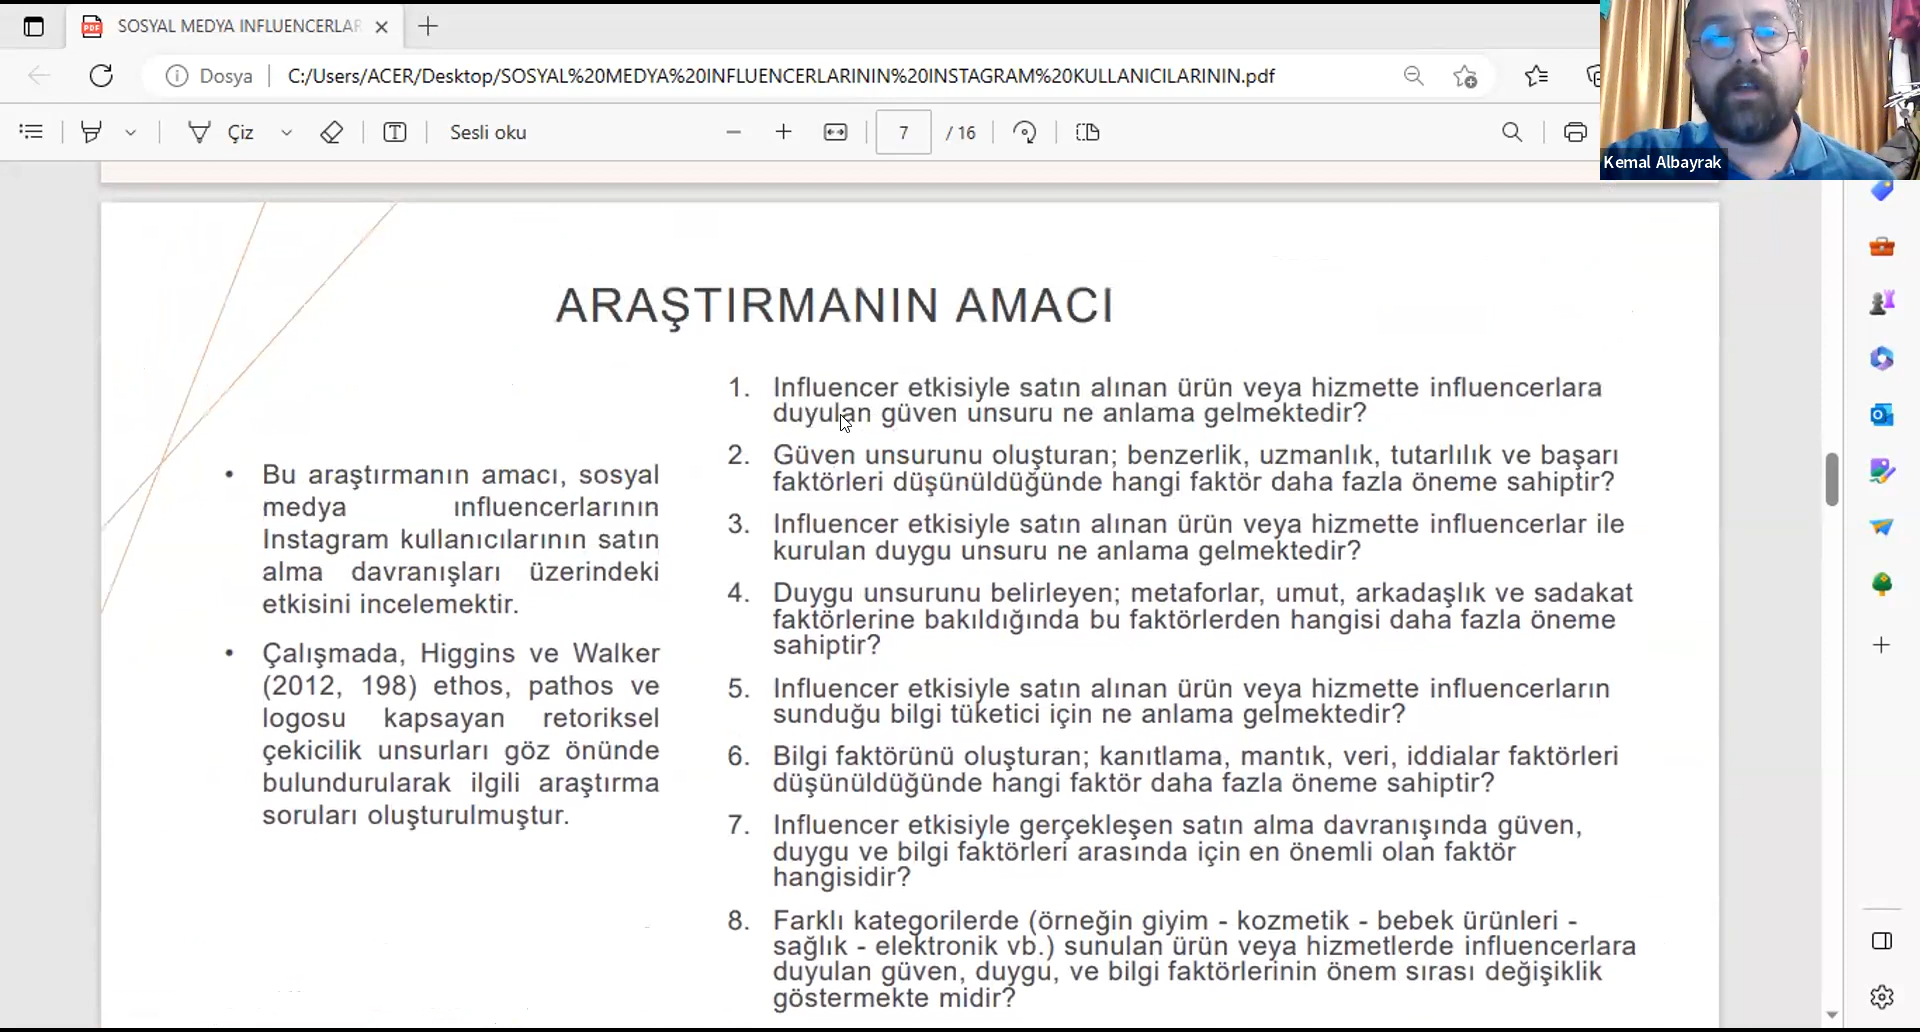 SOSYAL MEDYA INFLUENCERLAR
Dosya
C:/Users/ACER/Desktop/SOSYAL%20MEDYA%20INFLUENCERLARININ%20INSTAGRAM%20KULLANICILARININ.pdf
Çiz
Sesli oku
7
/ 16
Kemal Albayrak
ARAŞTIRMANIN AMACI
• Bu araştırmanın amacı, sosyal
medya ınfluencerlarının
Instagram kullanıcılarının satın
alma davranışları üzerindeki
etkisini incelemektir.
• Çalışmada, Higgins ve Walker
(2012, 198) ethos, pathos ve
logosu kapsayan retoriksel
çekicilik unsurları göz önünde
bulundurularak ilgili araştırma
soruları oluşturulmuştur.
1. Influencer etkisiyle satın alınan ürün veya hizmette influencerlara
duyulan güven unsuru ne anlama gelmektedir?
2. Güven unsurunu oluşturan; benzerlik, uzmanlık, tutarlılık ve başarı
faktörleri düşünüldüğünde hangi faktör daha fazla öneme sahiptir?
3. Influencer etkisiyle satın alınan ürün veya hizmette influencerlar ile
kurulan duygu unsuru ne anlama gelmektedir?
4. Duygu unsurunu belirleyen; metaforlar, umut, arkadaşlık ve sadakat
faktörlerine bakıldığında bu faktörlerden hangisi daha fazla öneme
sahiptir?
5. Influencer etkisiyle satın alınan ürün veya hizmette influencerların
sunduğu bilgi tüketici için ne anlama gelmektedir?
6. Bilgi faktörünü oluşturan; kanıtlama, mantık, veri, iddialar faktörleri
düşünüldüğünde hangi faktör daha fazla öneme sahiptir?
7. Influencer etkisiyle gerçekleşen satın alma davranışında güven,
duygu ve bilgi faktörleri arasında için en önemli olan faktör
hangisidir?
8. Farklı kategorilerde (örneğin giyim - kozmetik - bebek ürünleri -
sağlık - elektronik vb.) sunulan ürün veya hizmetlerde influencerlara
duyulan güven, duygu, ve bilgi faktörlerinin önem sırası değişiklik
göstermekte midir?